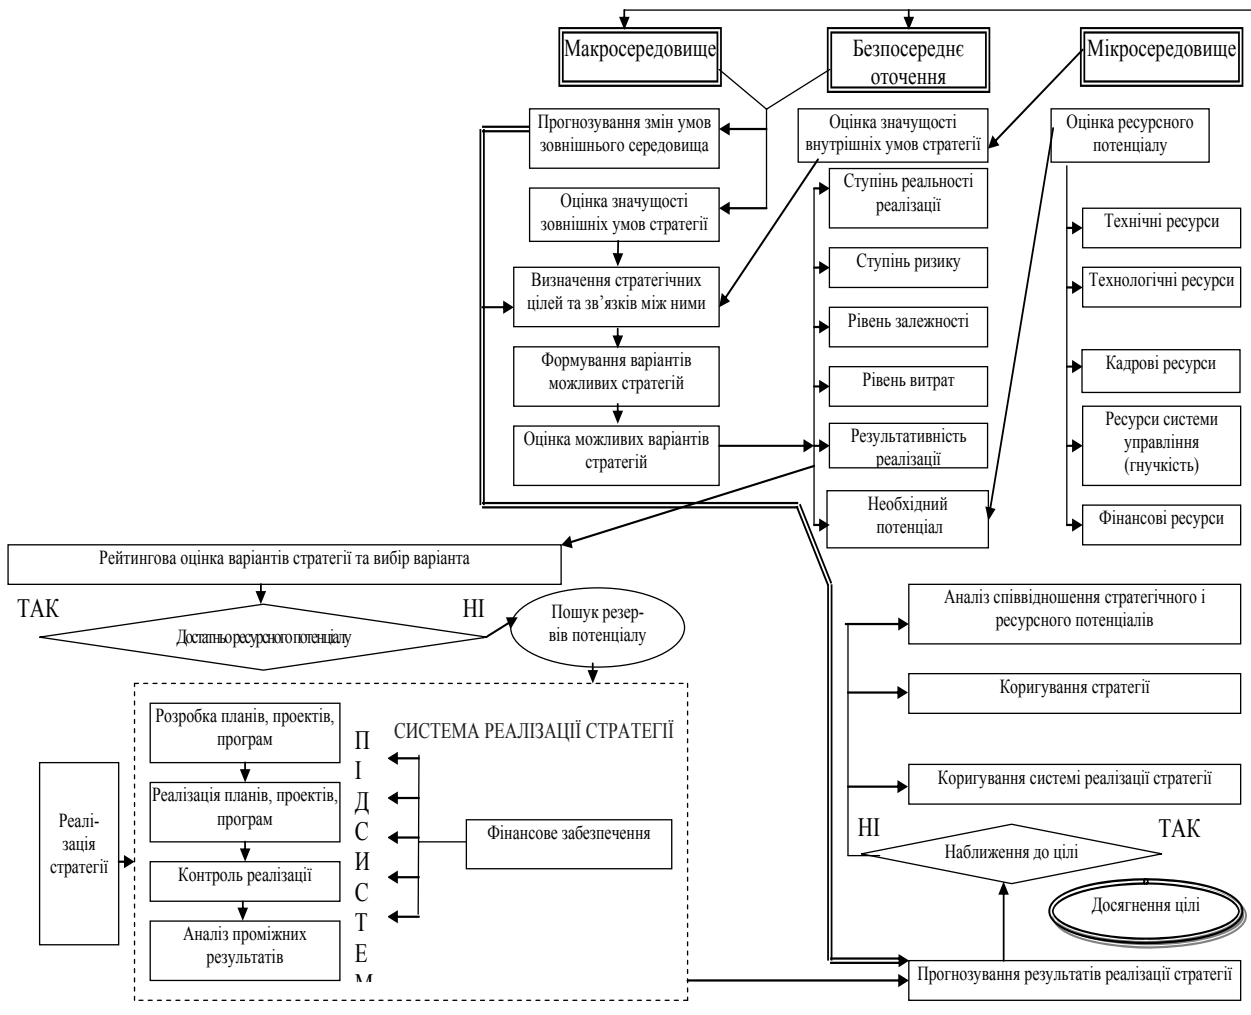 Макросередовище
Безпосереднє
оточення
Мікросередовище
Прогнозування змін умов
зовнішнього середовища
Оцінка значущості
внутрішніх умов стратегії
Оцінка ресурсного
потенціалу
Оцінка значущості
зовнішніх умов стратегії
Ступінь реальності
реалізації
Технічні ресурси
Визначення стратегічних
цілей та зв’язків між ними
Ступінь ризику
Технологічні ресурси
Рівень залежності
Формування варіантів
можливих стратегій
Рівень витрат
Кадрові ресурси
Оцінка можливих варіантів
стратегій
Результативність
реалізації
Ресурси системи
управління
(гнучкість)
Необхідний
потенціал
Фінансові ресурси
Рейтингова оцінка варіантів стратегії та вибір варіанта
ТАК
НІ
Достатньо ресурсного потенціалу
Пошук резер-
вів потенціалу
Аналіз співвідношення стратегічного і
ресурсного потенціалів
Коригування стратегії
Коригування системі реалізації стратегії
НІ
ТАК
Наближення до цілі
Досягнення цілі
Прогнозування результатів реалізації стратегії
СИСТЕМА РЕАЛІЗАЦІЇ СТРАТЕГІЇ
Розробка планів, проектів,
програм
Реалізація планів, проектів,
програм
Контроль реалізації
Аналіз проміжних
результатів
П
І
Д
С
И
С
Т
Е
М
Фінансове забезпечення
Реалі-
зація
стратегії